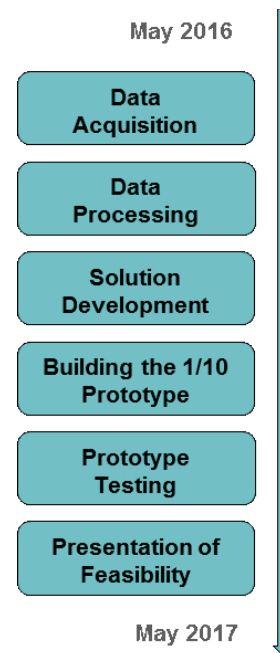 May 2016
Data
Acquisition
Data
Processing
Solution
Development
Building the 1/10
Prototype
Prototype
Testing
Presentation of
Feasibility
May 2017